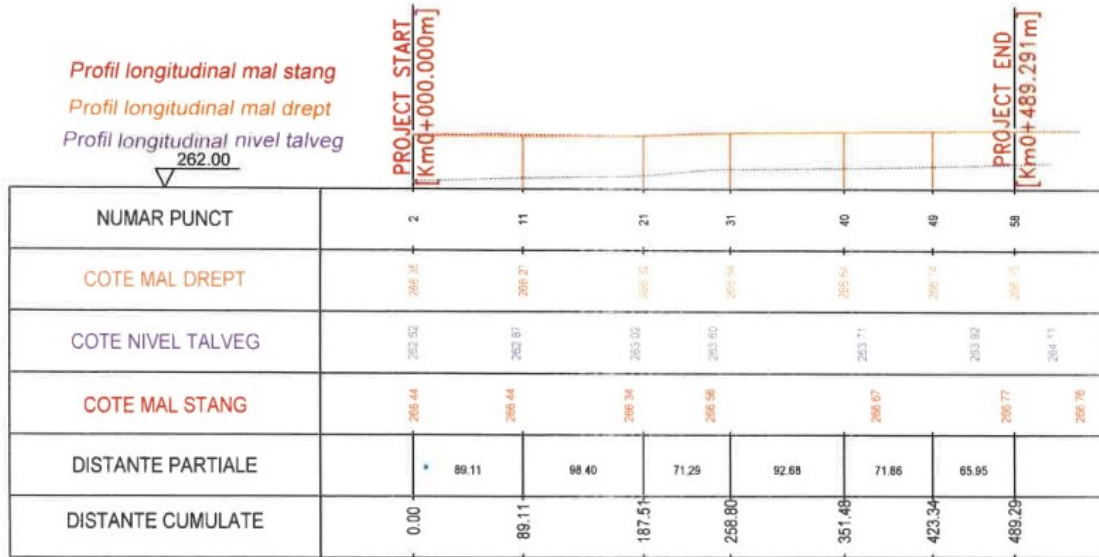 PROJECT START
[Km0+000.000m]
PROJECT END
[Km0+489.291m]
Profil longitudinal mal stang
Profil longitudinal mal drept
Profil longitudinal nivel talveg
262.00
NUMAR PUNCT 2 11 21 31 40 49 58
COTE MAL DREPT 266.21 266.54 266.64
COTE NIVEL TALVEG 262.52 262.87 263.02 263.60 263.71 263.92 264.11
COTE MAL STANG 266.44 266.44 266.34 266.56 266.67 266.77 266.76
DISTANTE PARTIALE 89.11 98.40 71.29 92.68 71.86 65.95
DISTANTE CUMULATE 0.00 89.11 187.51 258.80 351.48 423.34 489.29